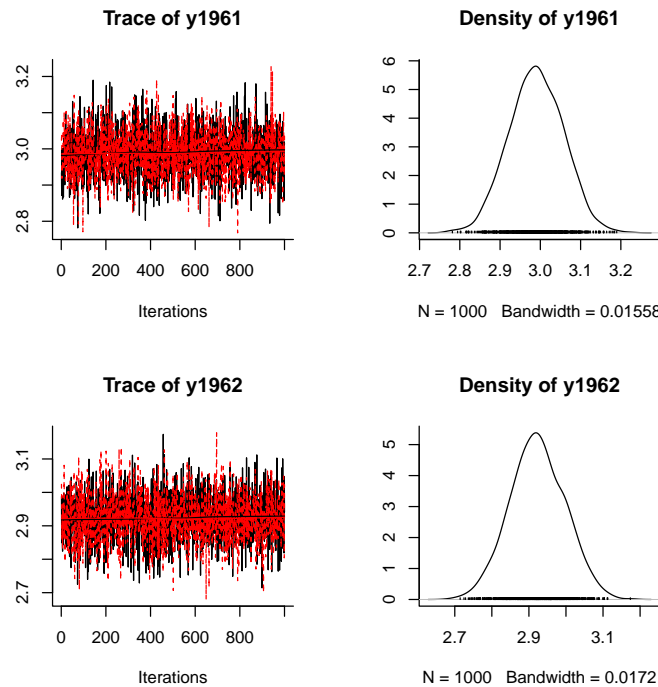 Trace of y1961
Density of y1961
3.2
3.0
2.8
0 200 400 600 800
Iterations
6
5
4
3
2
1
0
2.7 2.8 2.9 3.0 3.1 3.2
N = 1000 Bandwidth = 0.01558
Trace of y1962
Density of y1962
3.1
2.9
2.7
0 200 400 600 800
Iterations
5
4
3
2
1
0
2.7 2.9 3.1
N = 1000 Bandwidth = 0.0172